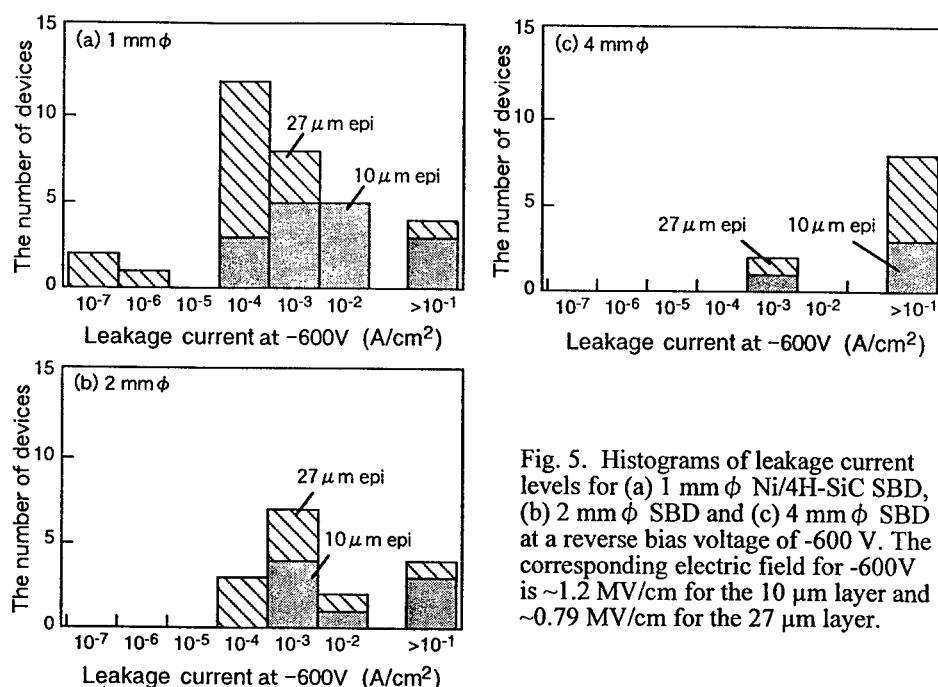 (a) 1 mmϕ
15
10
5
0
The number of devices
27 μm epi
10 μm epi
10⁻⁷ 10⁻⁶ 10⁻⁵ 10⁻⁴ 10⁻³ 10⁻² >10⁻¹
Leakage current at −600V (A/cm²)
(b) 2 mmϕ
15
10
5
0
The number of devices
27 μm epi
10 μm epi
10⁻⁷ 10⁻⁶ 10⁻⁵ 10⁻⁴ 10⁻³ 10⁻² >10⁻¹
Leakage current at −600V (A/cm²)
(c) 4 mmϕ
15
10
5
0
The number of devices
27 μm epi
10 μm epi
10⁻⁷ 10⁻⁶ 10⁻⁵ 10⁻⁴ 10⁻³ 10⁻² >10⁻¹
Leakage current at −600V (A/cm²)
Fig. 5. Histograms of leakage current
levels for (a) 1 mm ϕ Ni/4H-SiC SBD,
(b) 2 mm ϕ SBD and (c) 4 mm ϕ SBD
at a reverse bias voltage of -600 V. The
corresponding electric field for -600V
is ~1.2 MV/cm for the 10 μm layer and
~0.79 MV/cm for the 27 μm layer.